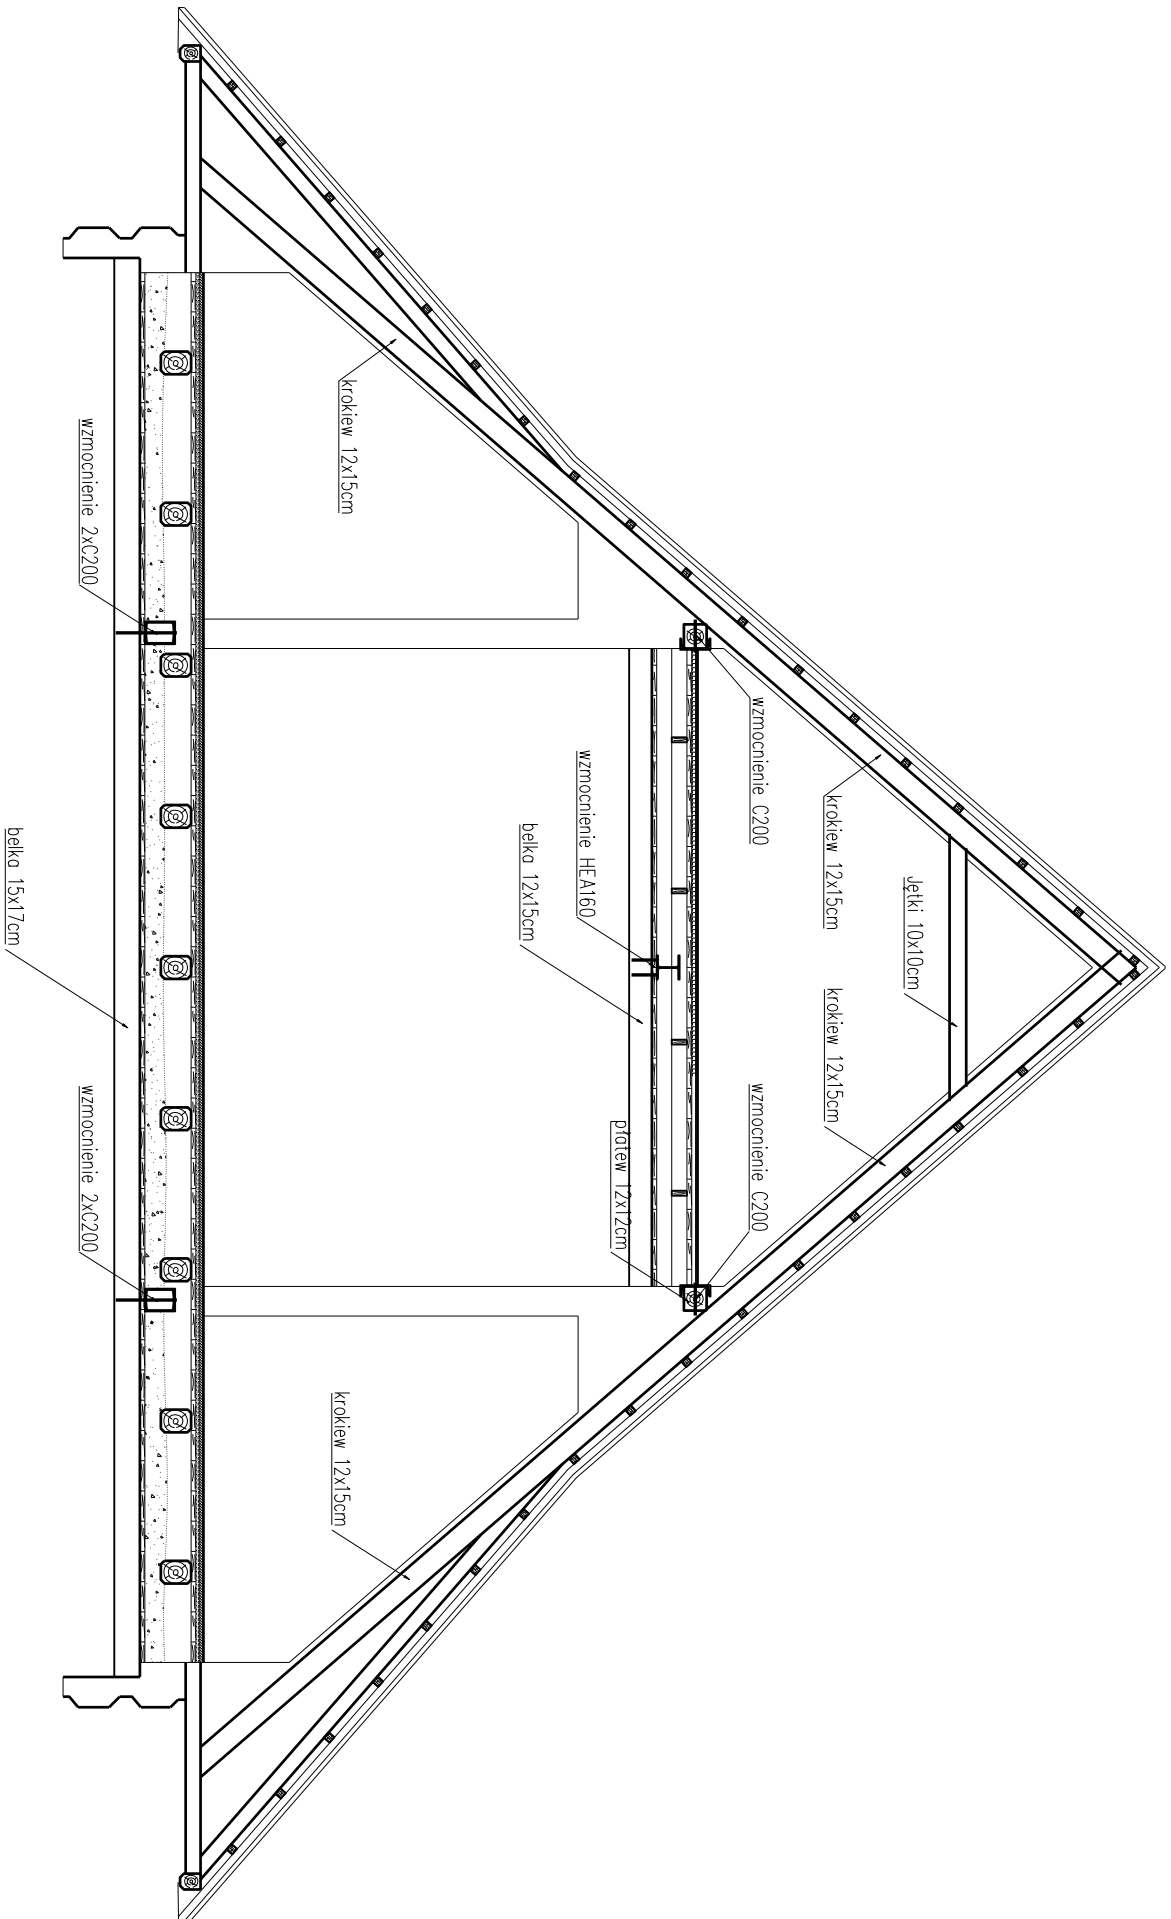 Jętki 10x10cm
krokiew 12x15cm
krokiew 12x15cm
wzmocnienie C200
wzmocnienie C200
płatew 12x12cm
wzmocnienie HEA160
belka 12x15cm
krokiew 12x15cm
krokiew 12x15cm
wzmocnienie 2xC200
wzmocnienie 2xC200
belka 15x17cm